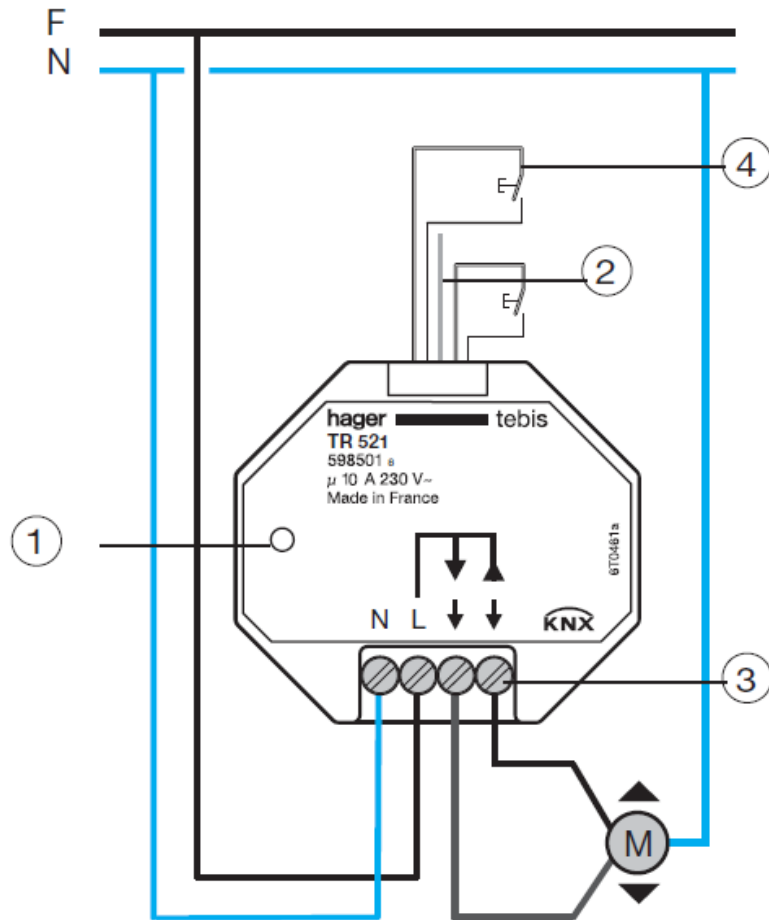 F
N
4
2
hager tebis
TR 521
598501 a
µ 10 A 230 V~
Made in France
1
6T0461a
N L
KNX
3
M